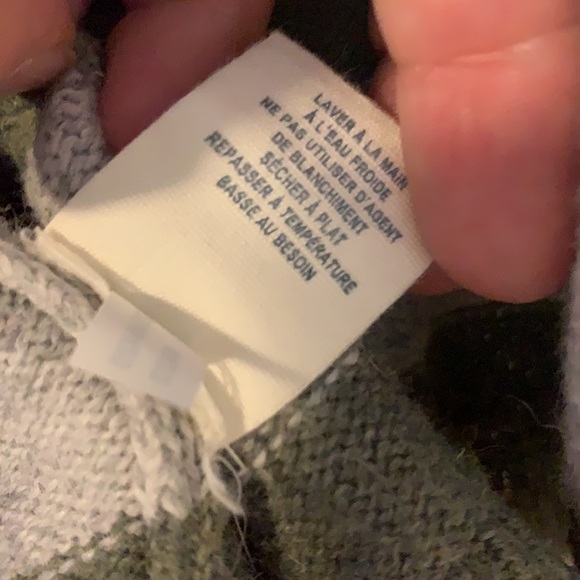 LAVER À LA MAIN
À L'EAU FROIDE
NE PAS UTILISER D'AGENT
DE BLANCHIMENT
SÉCHER À PLAT
REPASSER À TEMPÉRATURE
BASSE AU BESOIN